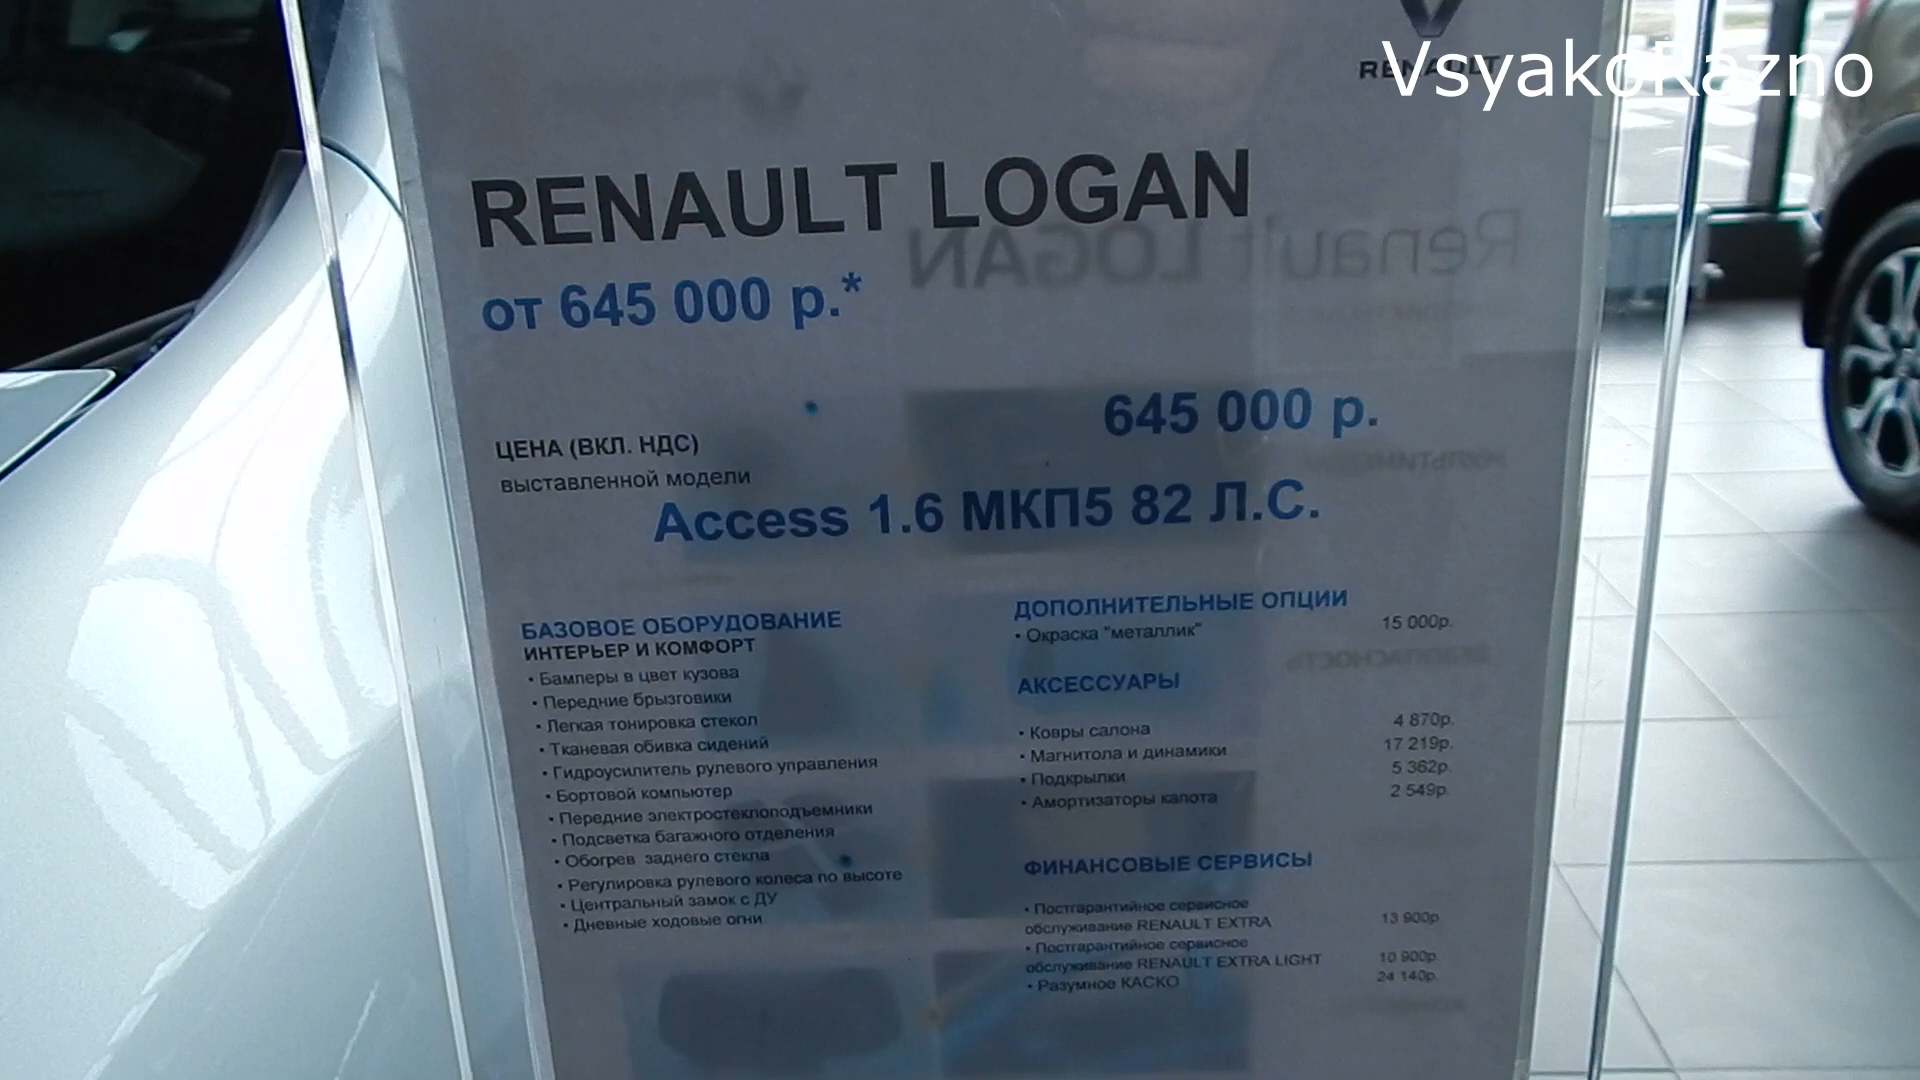 RENAULT
VsyakoRazno
RENAULT LOGAN
Renault LOGAN
от 645 000 р.*
645 000 р.
ЦЕНА (ВКЛ. НДС)
выставленной модели
Access 1.6 МКП5 82 Л.С.
БАЗОВОЕ ОБОРУДОВАНИЕ
ИНТЕРЬЕР И КОМФОРТ
• Бамперы в цвет кузова
• Передние брызговики
• Легкая тонировка стекол
• Тканевая обивка сидений
• Гидроусилитель рулевого управления
• Бортовой компьютер
• Передние электростеклоподъемники
• Подсветка багажного отделения
• Обогрев заднего стекла
• Регулировка рулевого колеса по высоте
• Центральный замок с ДУ
• Дневные ходовые огни
ДОПОЛНИТЕЛЬНЫЕ ОПЦИИ
• Окраска "металлик" 15 000р.
АКСЕССУАРЫ
• Ковры салона 4 870р.
• Магнитола и динамики 17 219р.
• Подкрылки 5 362р.
• Амортизаторы капота 2 549р.
ФИНАНСОВЫЕ СЕРВИСЫ
• Постгарантийное сервисное
обслуживание RENAULT EXTRA 13 900р.
• Постгарантийное сервисное
обслуживание RENAULT EXTRA LIGHT 10 900р.
• Разумное КАСКО 24 140р.